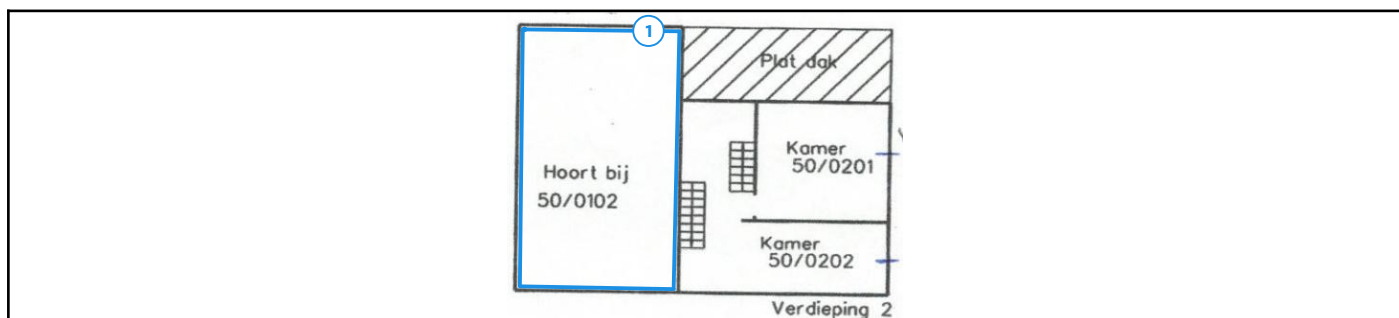 1
Plat dak
Kamer
50/0201
Hoort bij
50/0102
Kamer
50/0202
Verdieping 2